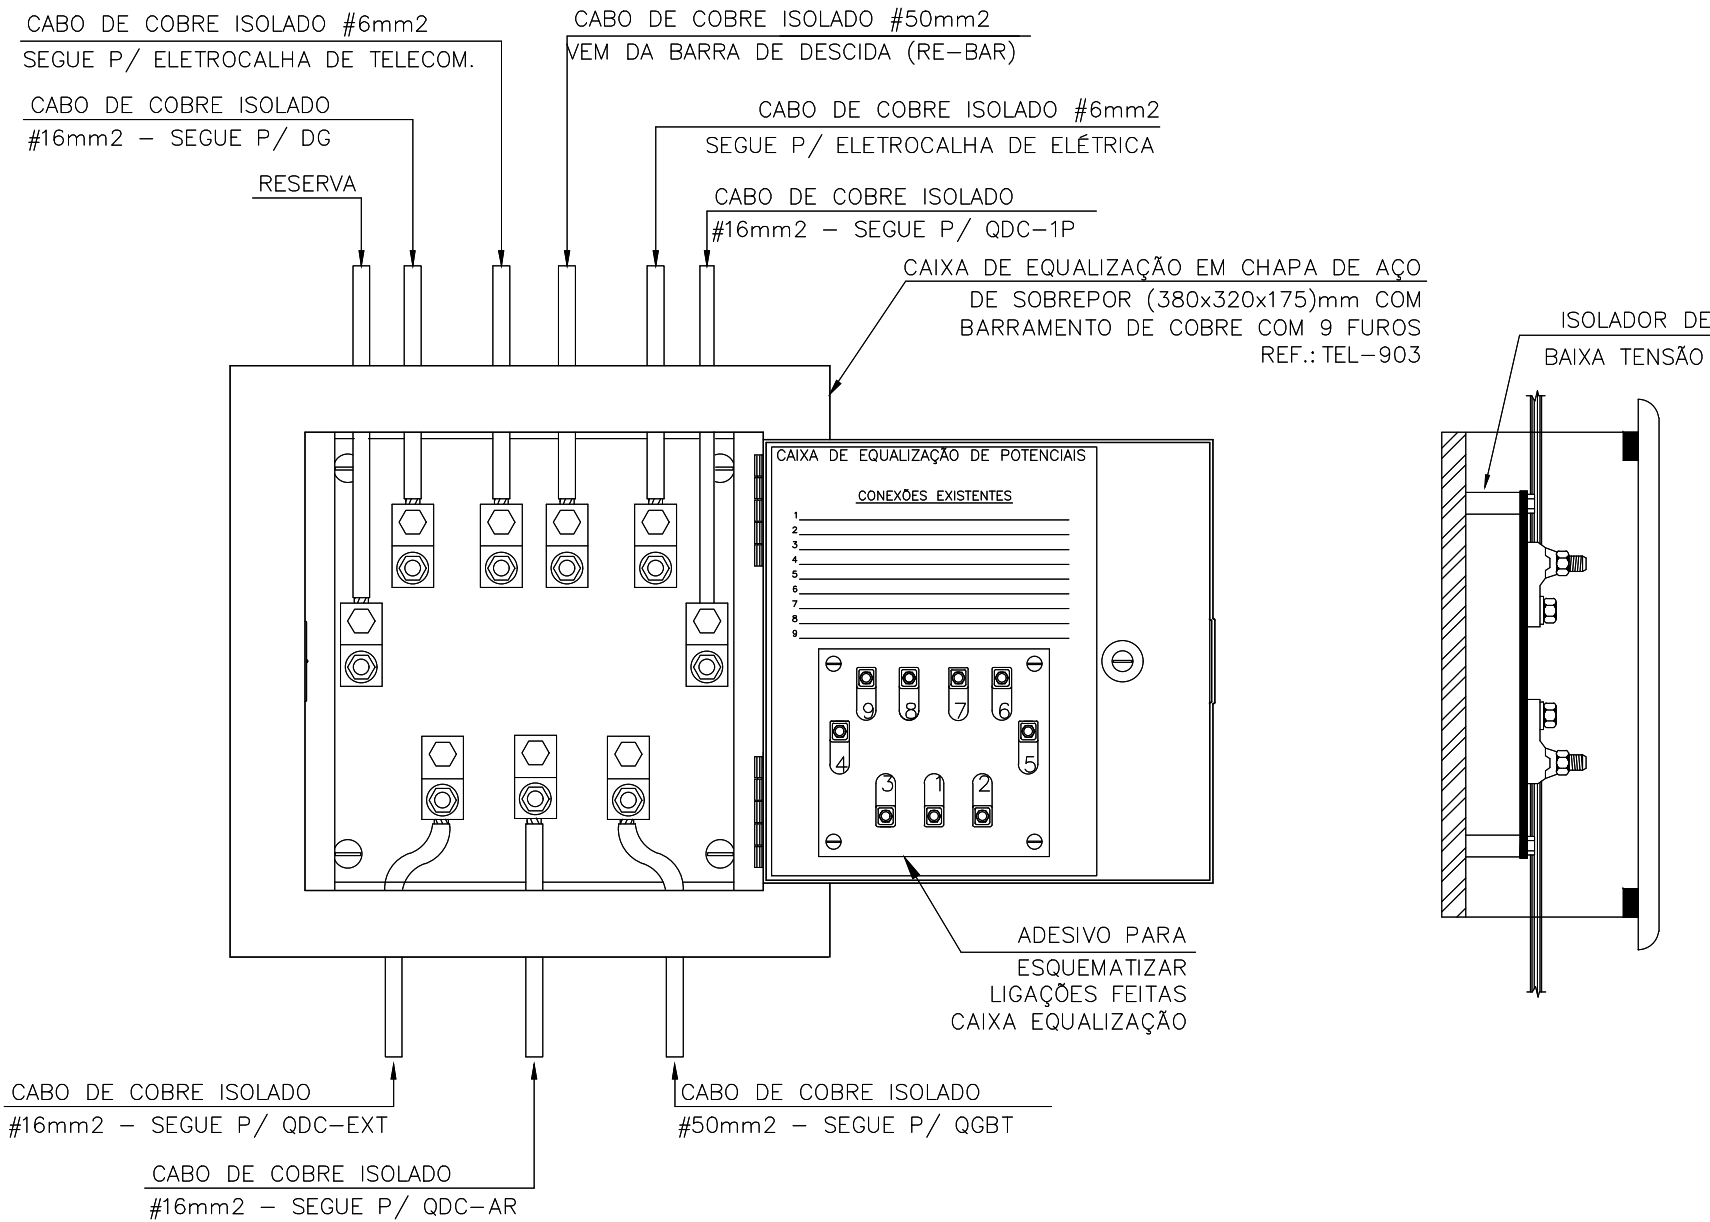 CABO DE COBRE ISOLADO #6mm2
SEGUE P/ ELETROCALHA DE TELECOM.
CABO DE COBRE ISOLADO #50mm2
VEM DA BARRA DE DESCIDA (RE-BAR)
CABO DE COBRE ISOLADO
#16mm2 - SEGUE P/ DG
CABO DE COBRE ISOLADO #6mm2
SEGUE P/ ELETROCALHA DE ELÉTRICA
RESERVA
CABO DE COBRE ISOLADO
#16mm2 - SEGUE P/ QDC-1P
CAIXA DE EQUALIZAÇÃO EM CHAPA DE AÇO
DE SOBREPOR (380x320x175)mm COM
BARRAMENTO DE COBRE COM 9 FUROS
REF.: TEL-903
ISOLADOR DE
BAIXA TENSÃO
CAIXA DE EQUALIZAÇÃO DE POTENCIAIS
CONEXÕES EXISTENTES
1
2
3
4
5
6
7
8
9
9 8 7 6
4 5
3 1 2
ADESIVO PARA
ESQUEMATIZAR
LIGAÇÕES FEITAS
CAIXA EQUALIZAÇÃO
CABO DE COBRE ISOLADO
#16mm2 - SEGUE P/ QDC-EXT
CABO DE COBRE ISOLADO
#50mm2 - SEGUE P/ QGBT
CABO DE COBRE ISOLADO
#16mm2 - SEGUE P/ QDC-AR